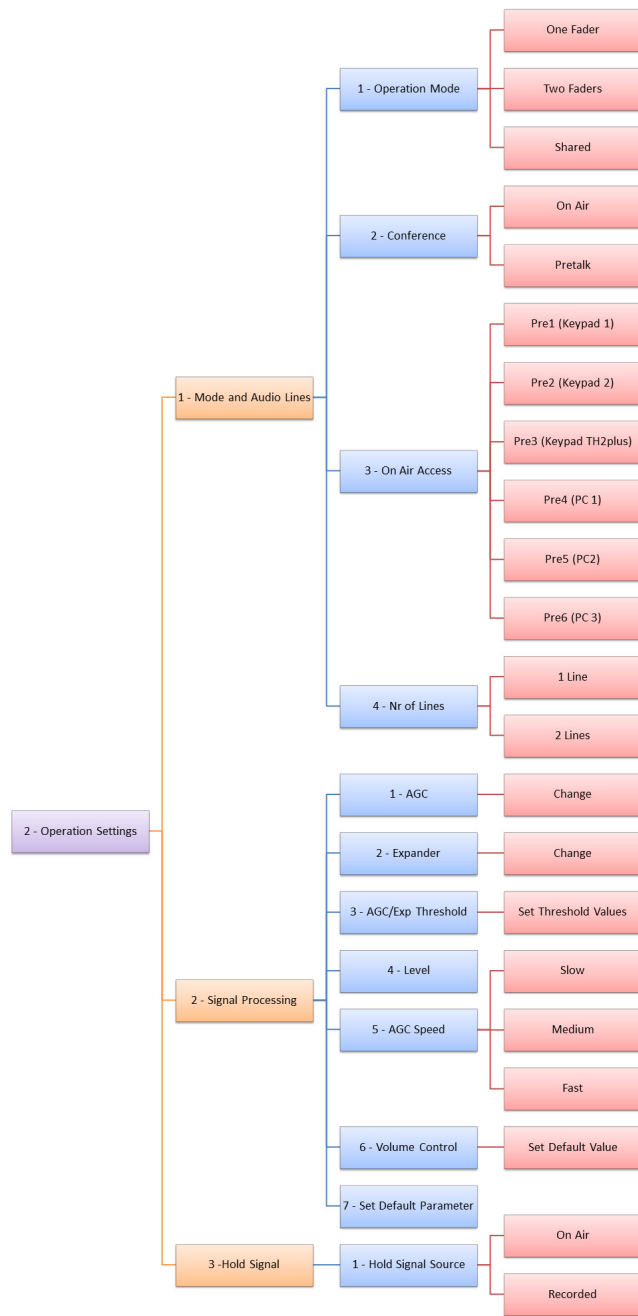 2 - Operation Settings
1 - Mode and Audio Lines
1 - Operation Mode
One Fader
Two Faders
Shared
2 - Conference
On Air
Pretalk
3 - On Air Access
Pre1 (Keypad 1)
Pre2 (Keypad 2)
Pre3 (Keypad TH2plus)
Pre4 (PC 1)
Pre5 (PC2)
Pre6 (PC 3)
4 - Nr of Lines
1 Line
2 Lines
2 - Signal Processing
1 - AGC
Change
2 - Expander
Change
3 - AGC/Exp Threshold
Set Threshold Values
4 - Level
5 - AGC Speed
Slow
Medium
Fast
6 - Volume Control
Set Default Value
7 - Set Default Parameter
3 -Hold Signal
1 - Hold Signal Source
On Air
Recorded